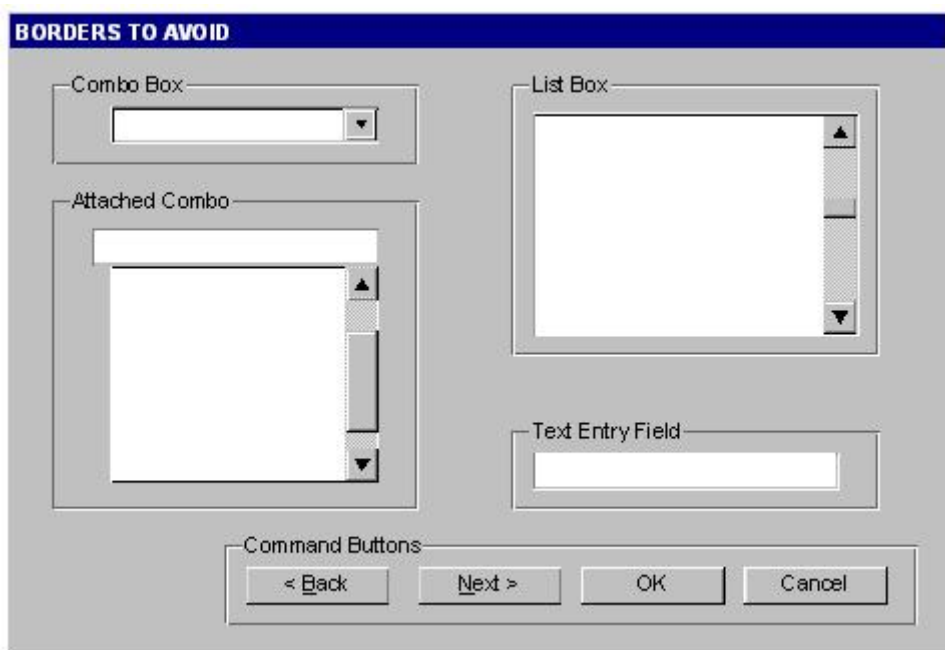 BORDERS TO AVOID
Combo Box
List Box
Attached Combo
Text Entry Field
Command Buttons
< Back
Next >
OK
Cancel